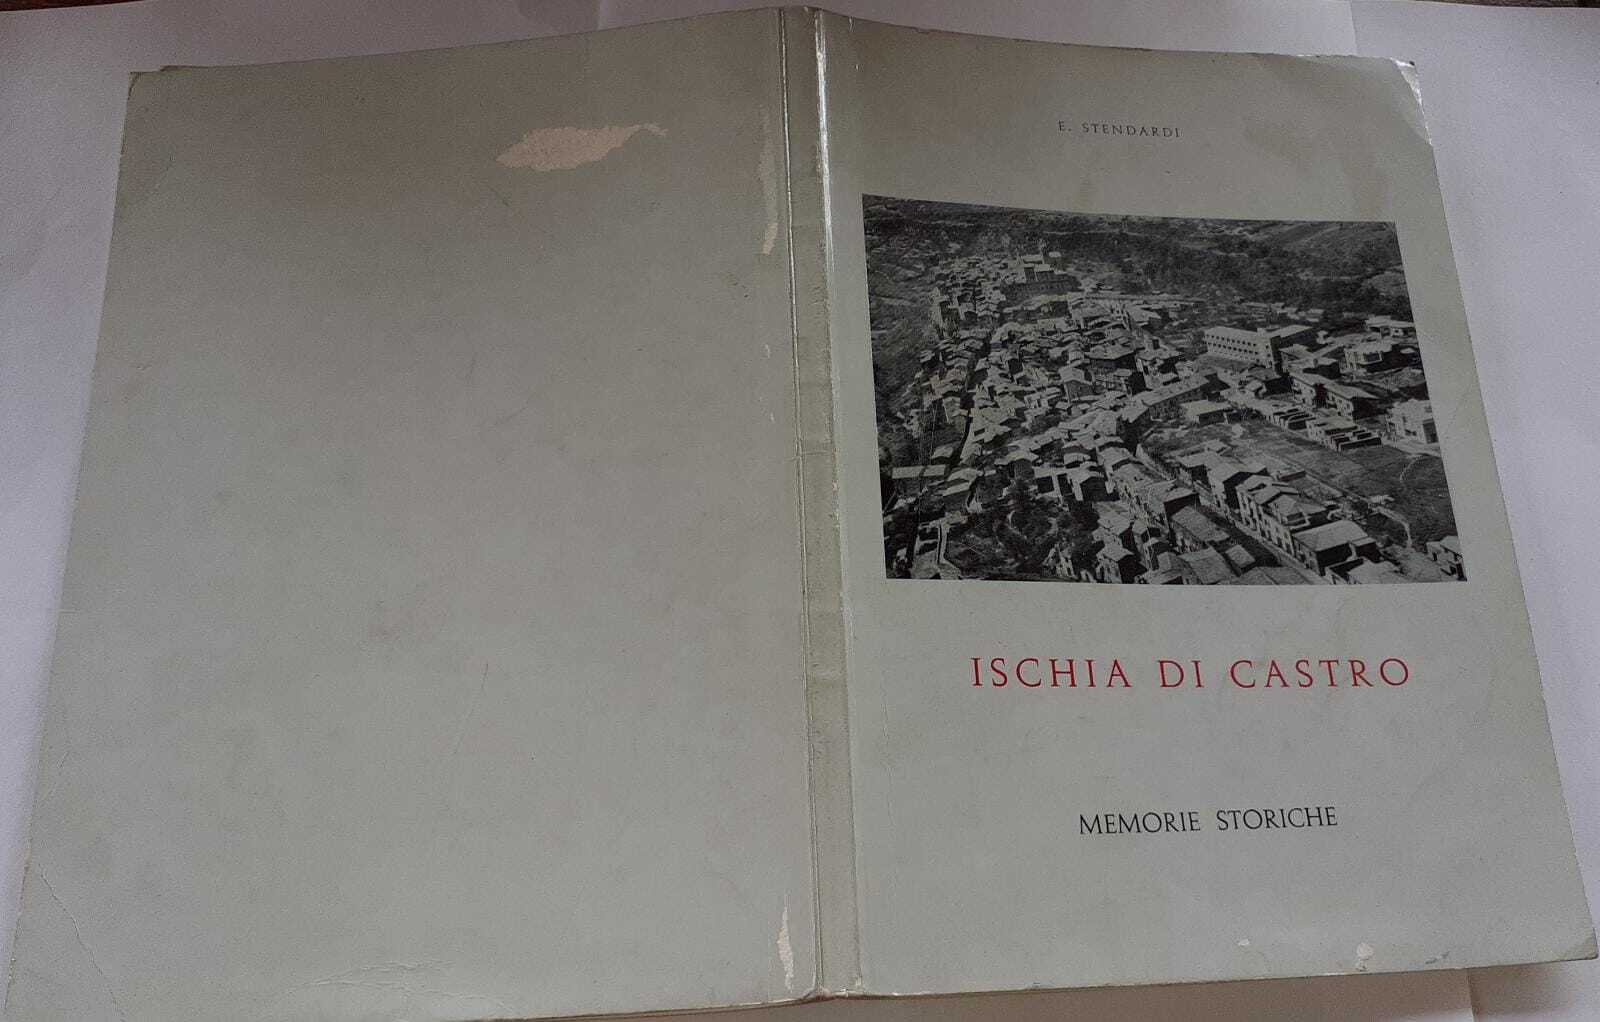 E. STENDARDI
ISCHIA DI CASTRO
MEMORIE STORICHE